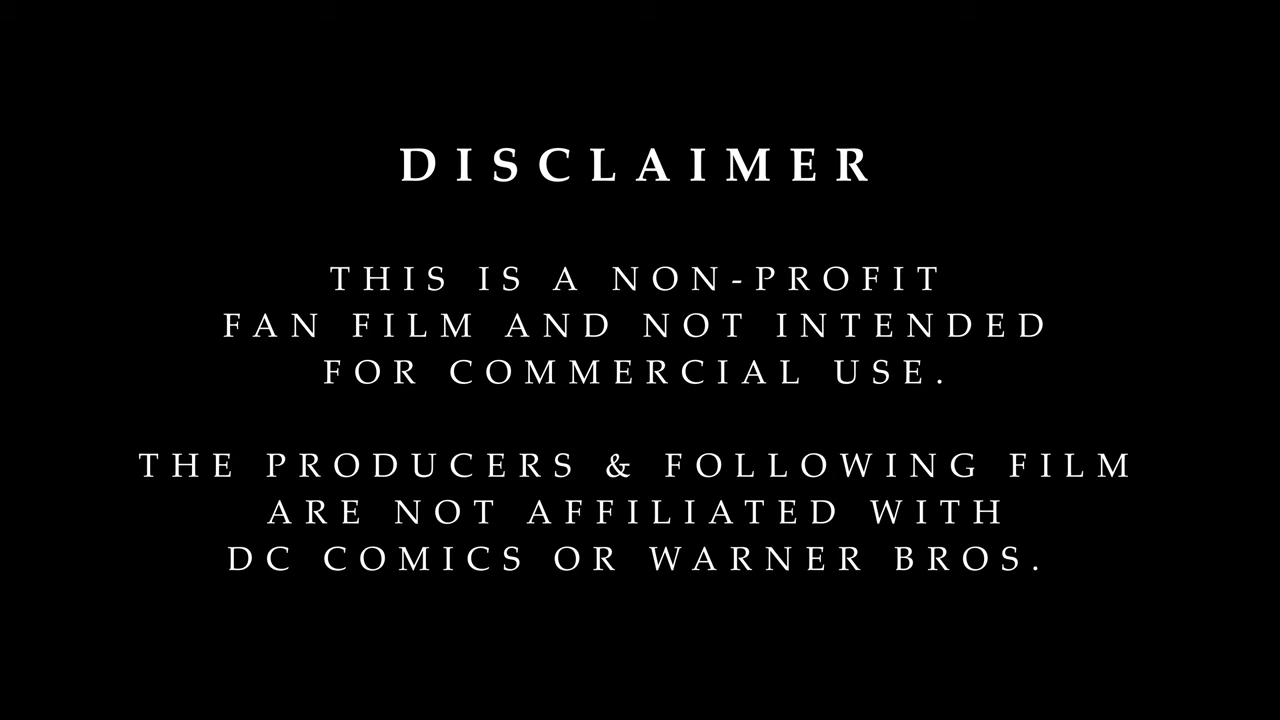 DISCLAIMER
THIS IS A NON-PROFIT
FAN FILM AND NOT INTENDED
FOR COMMERCIAL USE.
THE PRODUCERS & FOLLOWING FILM
ARE NOT AFFILIATED WITH
DC COMICS OR WARNER BROS.